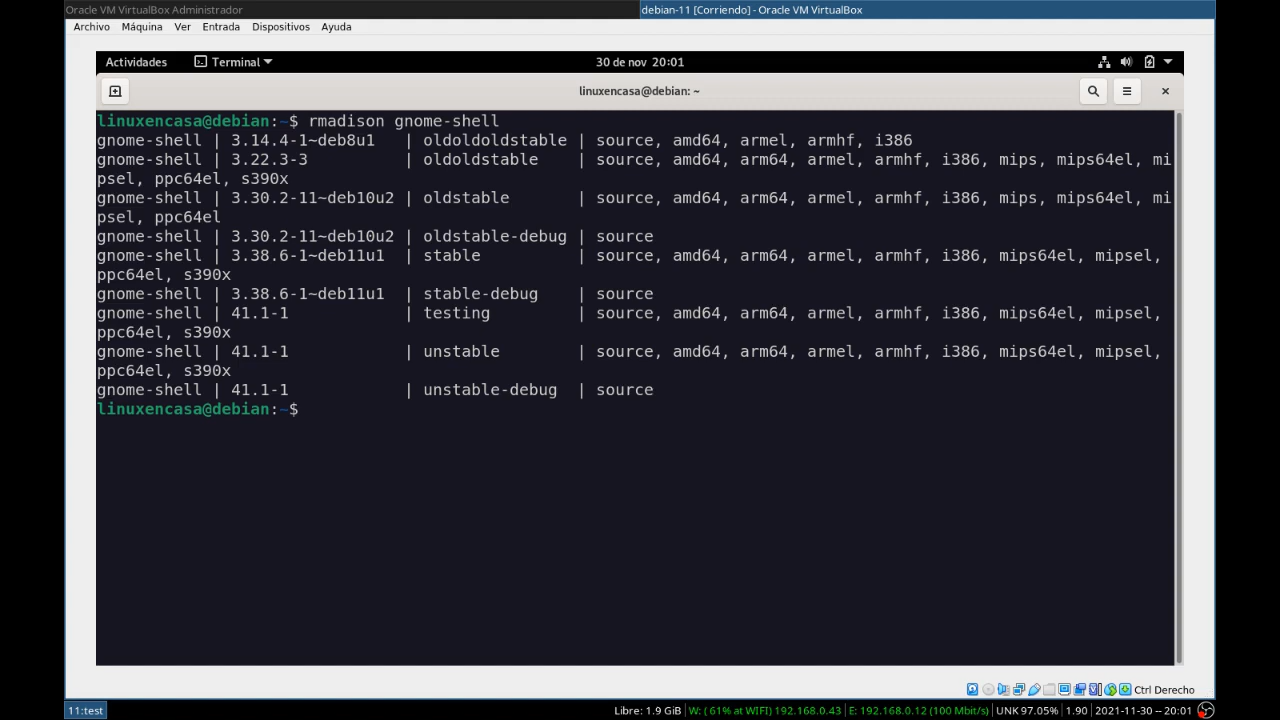 Oracle VM VirtualBox Administrador
debian-11 [Corriendo] - Oracle VM VirtualBox
Archivo Máquina Ver Entrada Dispositivos Ayuda
Actividades Terminal 30 de nov 20:01
linuxencasa@debian: ~
linuxencasa@debian:~$ rmadison gnome-shell
gnome-shell | 3.14.4-1~deb8u1   | oldoldoldstable | source, amd64, armel, armhf, i386
gnome-shell | 3.22.3-3          | oldoldstable    | source, amd64, arm64, armel, armhf, i386, mips, mips64el, mi
psel, ppc64el, s390x
gnome-shell | 3.30.2-11~deb10u2 | oldstable       | source, amd64, arm64, armel, armhf, i386, mips, mips64el, mi
psel, ppc64el
gnome-shell | 3.30.2-11~deb10u2 | oldstable-debug | source
gnome-shell | 3.38.6-1~deb11u1  | stable          | source, amd64, arm64, armel, armhf, i386, mips64el, mipsel,
ppc64el, s390x
gnome-shell | 3.38.6-1~deb11u1  | stable-debug    | source
gnome-shell | 41.1-1            | testing         | source, amd64, arm64, armel, armhf, i386, mips64el, mipsel,
ppc64el, s390x
gnome-shell | 41.1-1            | unstable        | source, amd64, arm64, armel, armhf, i386, mips64el, mipsel,
ppc64el, s390x
gnome-shell | 41.1-1            | unstable-debug  | source
linuxencasa@debian:~$
Ctrl Derecho
11:test Libre: 1.9 GiB |W: ( 61% at WIFI) 192.168.0.43 | E: 192.168.0.12 (100 Mbit/s) |UNK 97.05% | 1.90 | 2021-11-30 -- 20:01